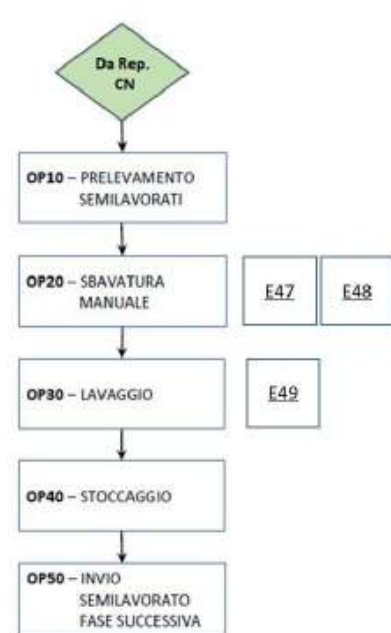 Da Rep.
CN
OP10 – PRELEVAMENTO
SEMILAVORATI
OP20 – SBAVATURA
MANUALE
E47
E48
OP30 – LAVAGGIO
E49
OP40 – STOCCAGGIO
OP50 – INVIO
SEMILAVORATO
FASE SUCCESSIVA